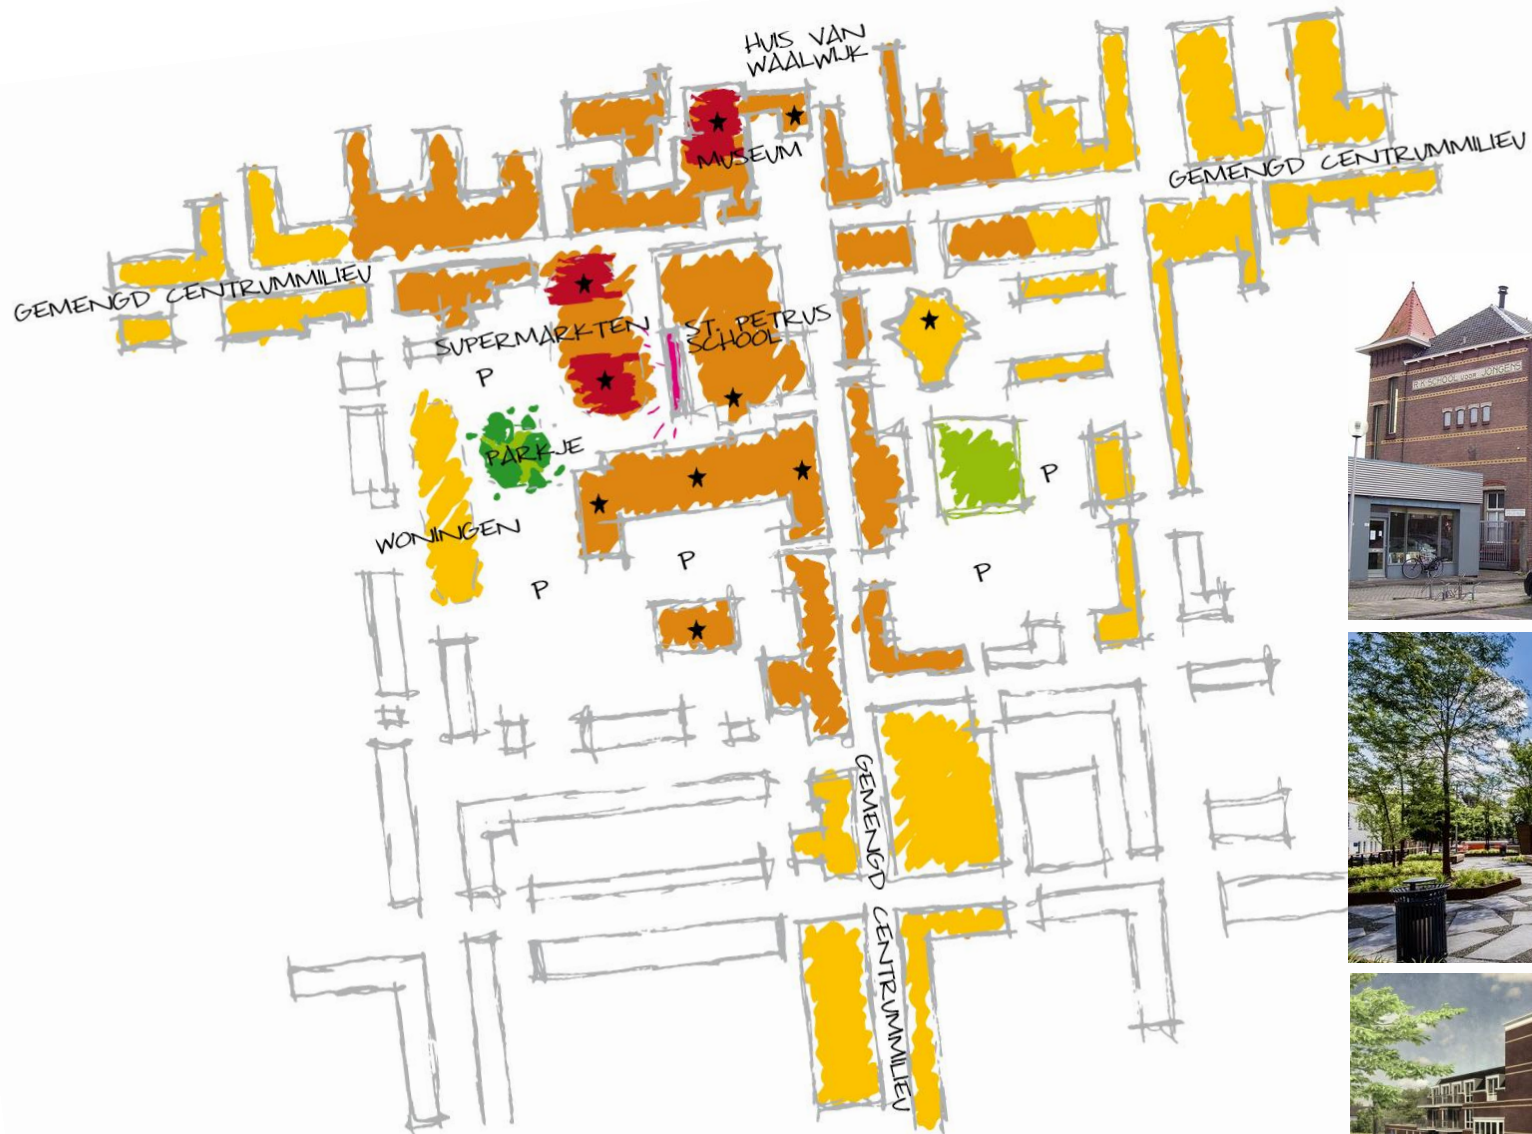 HUIS VAN
WAALWIJK
MUSEUM
GEMENGD CENTRUMMILIEU
GEMENGD CENTRUMMILIEU
SUPERMARKTEN
ST. PETRUS
SCHOOL
P
PARKJE
P
WONINGEN
P
P
P
GEMENGD CENTRUMMILIEU
R.K. SCHOOL voor JONGENS